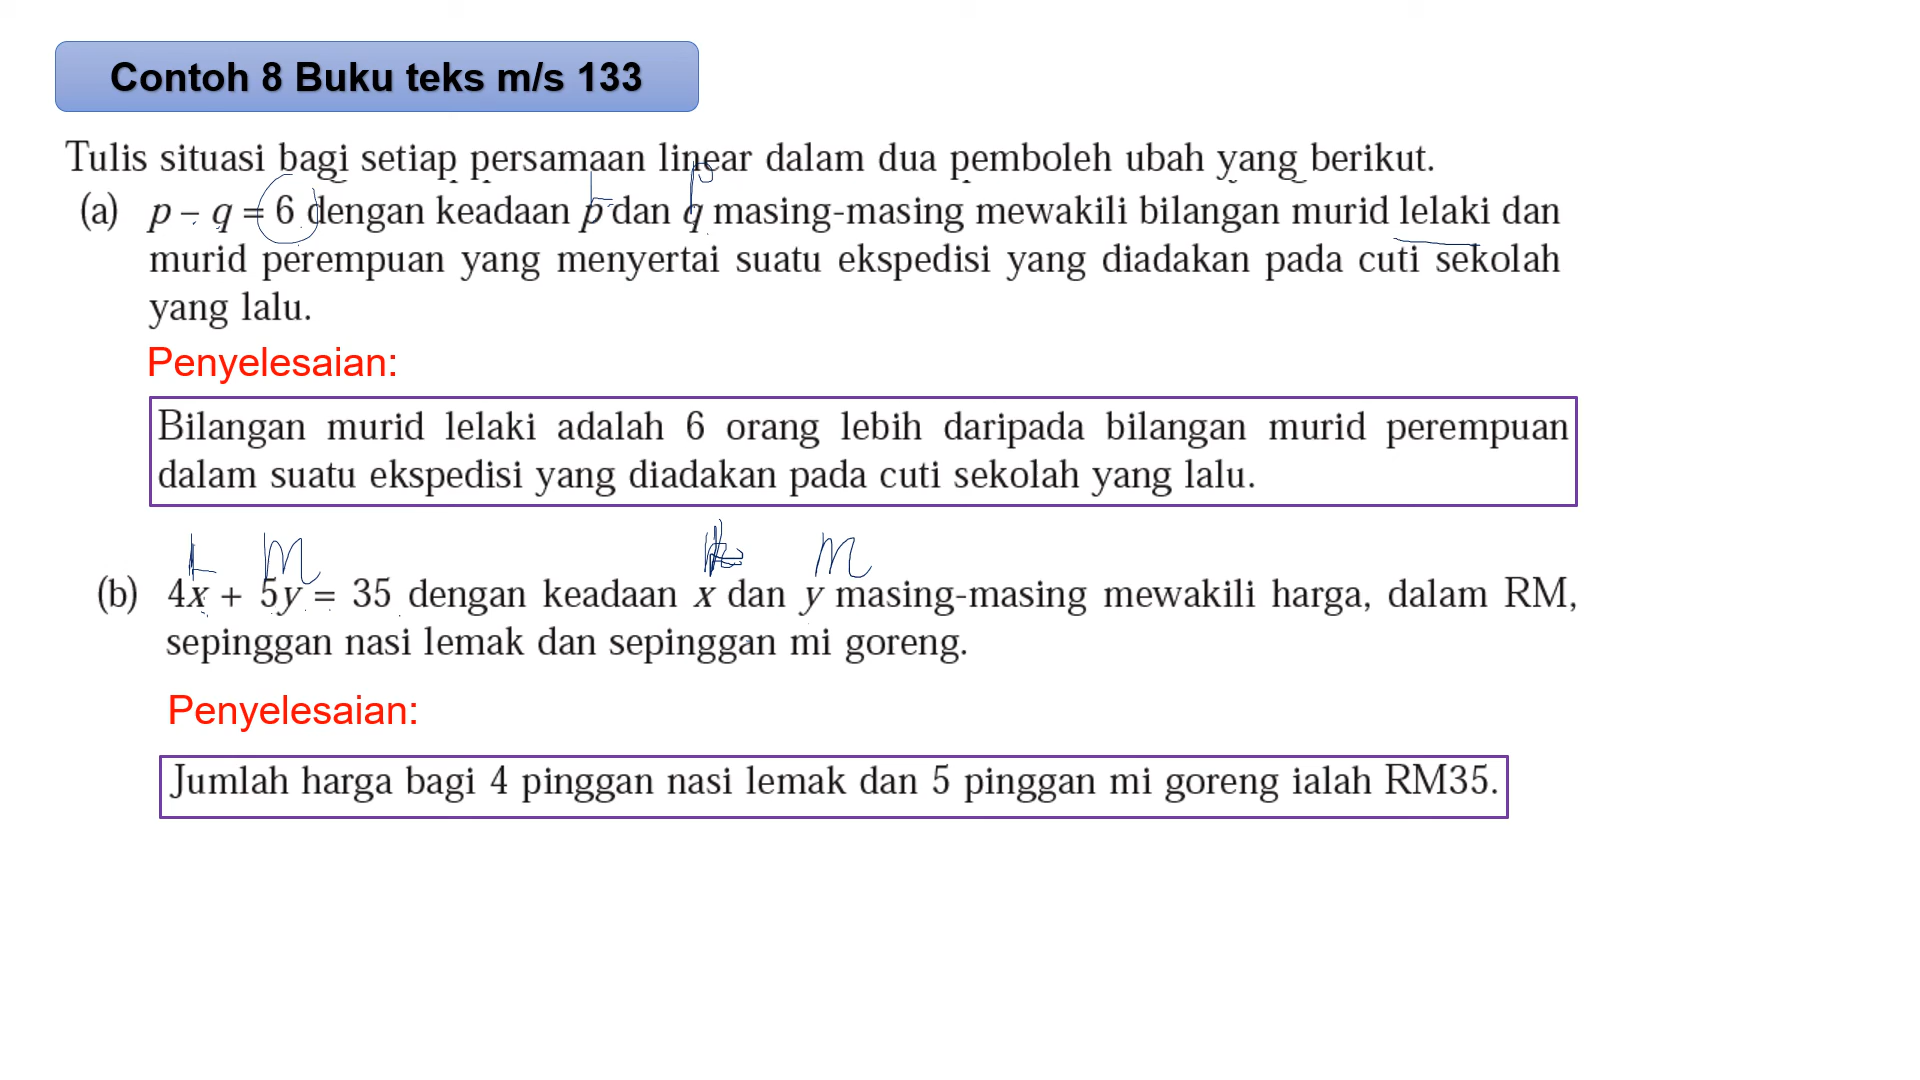 Contoh 8 Buku teks m/s 133
Tulis situasi bagi setiap persamaan linear dalam dua pemboleh ubah yang berikut.
L p
(a) p – q = 6 dengan keadaan p dan q masing-masing mewakili bilangan murid lelaki dan
murid perempuan yang menyertai suatu ekspedisi yang diadakan pada cuti sekolah
yang lalu.
Penyelesaian:
Bilangan murid lelaki adalah 6 orang lebih daripada bilangan murid perempuan
dalam suatu ekspedisi yang diadakan pada cuti sekolah yang lalu.
L m m
(b) 4x + 5y = 35 dengan keadaan x dan y masing-masing mewakili harga, dalam RM,
sepinggan nasi lemak dan sepinggan mi goreng.
Penyelesaian:
Jumlah harga bagi 4 pinggan nasi lemak dan 5 pinggan mi goreng ialah RM35.